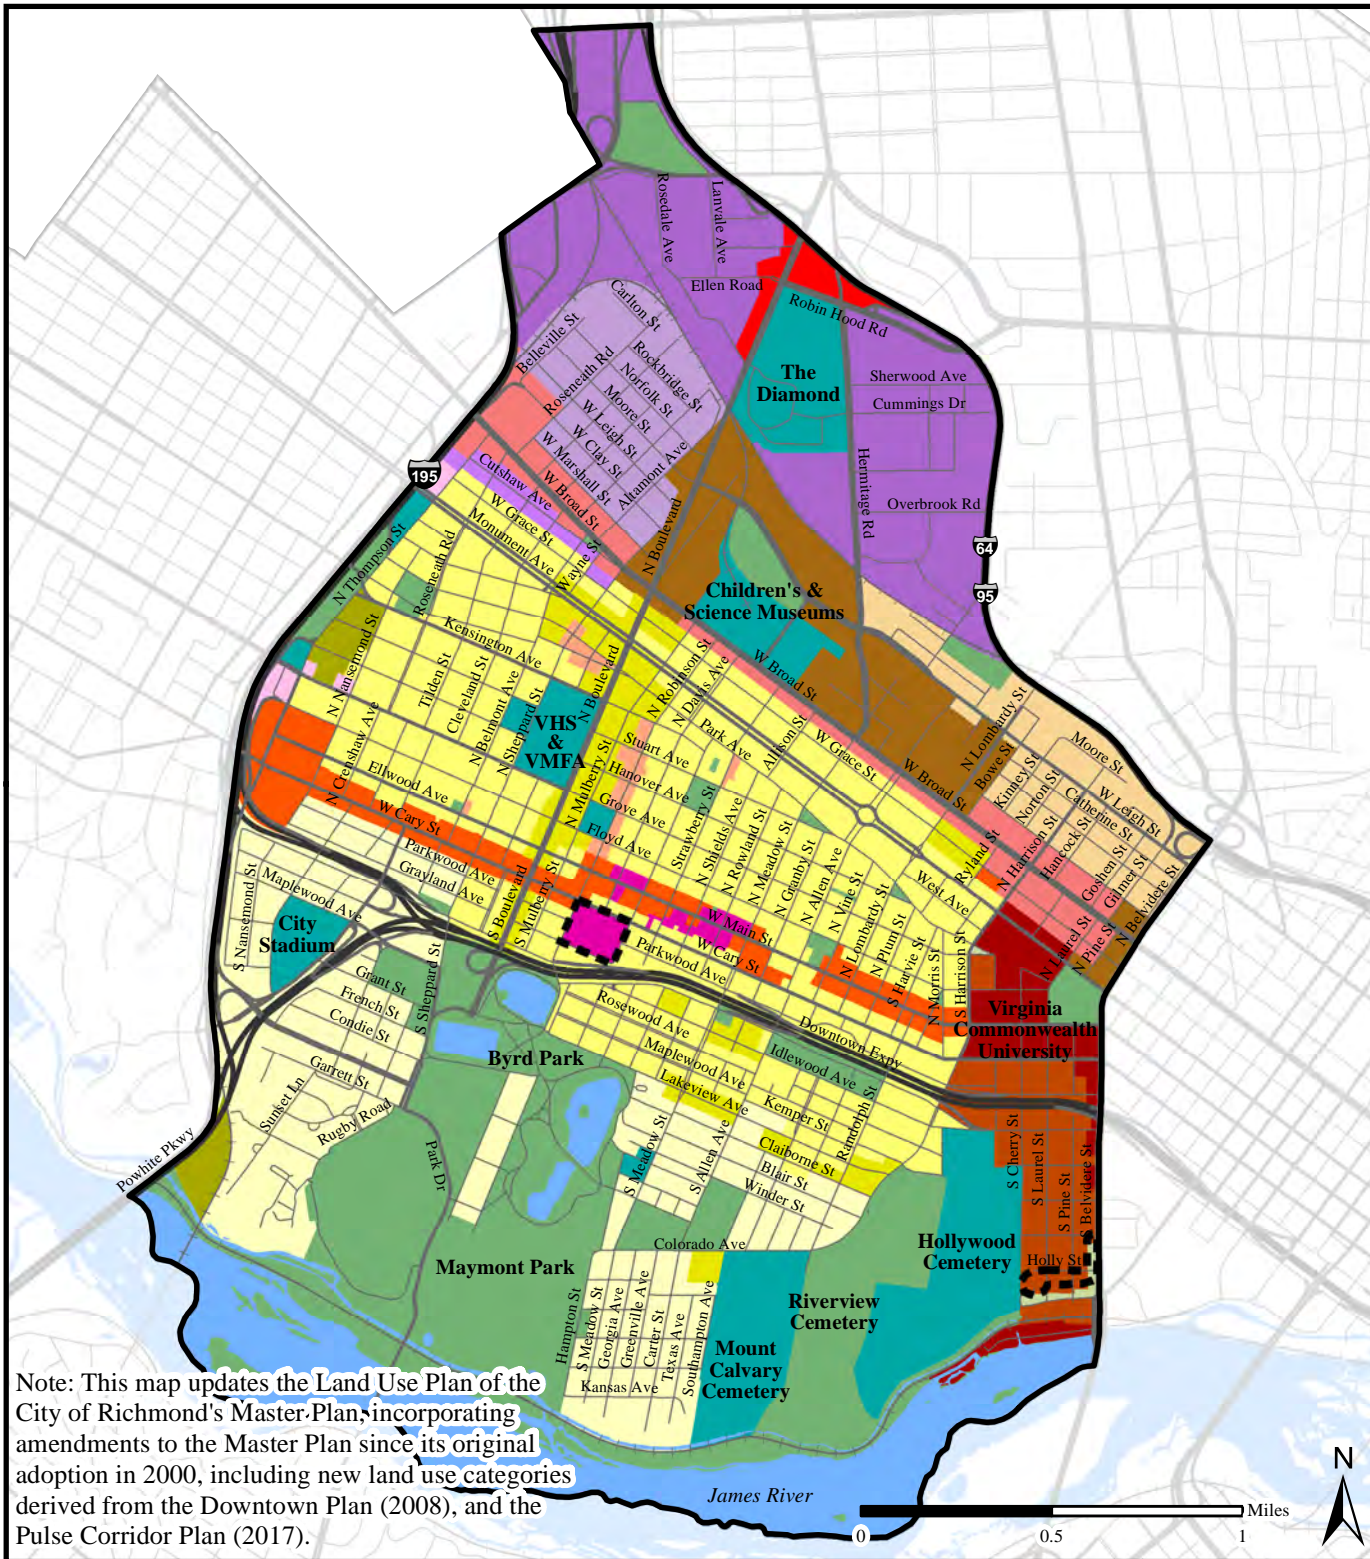 Rosedale Ave
Lanvale Ave
Ellen Road
Robin Hood Rd
Carlton St
Belleville St
Roseneath Rd
Rockbridge St
Norfolk St
Moore St
W Leigh St
W Clay St
W Marshall St
Altamont Ave
The
Diamond
Sherwood Ave
Cummings Dr
Hermitage Rd
Overbrook Rd
195
64
95
Cutshaw Ave
W Broad St
W Grace St
Monument Ave
Wayne St
N Boulevard
N Thompson St
Roseneath Rd
Children's &
Science Museums
Kensington Ave
N Nansemond St
Tilden St
Cleveland St
N Belmont Ave
N Sheppard St
N Boulevard
N Robinson St
N Davis Ave
W Broad St
VHS
&
VMFA
Park Ave
Allison St
W Grace St
W Broad St
N Lombardy St
Bowe St
Moore St
N Crenshaw Ave
Ellwood Ave
W Cary St
N Mulberry St
Stuart Ave
Hanover Ave
Grove Ave
Floyd Ave
Strawberry St
N Shields Ave
N Rowland St
N Meadow St
N Granby St
N Allen Ave
N Vine St
N Lombardy St
N Plum St
S Harvie St
N Morris St
S Harrison St
West Ave
Ryland St
N Harrison St
Kinney St
Norton St
Catherine St
W Leigh St
Hancock St
Goshen St
Gilmer St
N Belvidere St
N Laurel St
N Pine St
Parkwood Ave
Grayland Ave
S Boulevard
S Mulberry St
W Main St
W Cary St
Parkwood Ave
S Nansemond St
Maplewood Ave
City
Stadium
Grant St
French St
Condie St
S Sheppard St
Garrett St
Sunset Ln
Rugby Road
Byrd Park
Rosewood Ave
Maplewood Ave
Lakeview Ave
Downtown Expy
Idlewood Ave
Kemper St
Randolph St
Claiborne St
Blair St
Winder St
S Meadow St
S Allen Ave
Virginia
Commonwealth
University
S Cherry St
S Laurel St
S Pine St
S Belvidere St
Holly St
Powhite Pkwy
Park Dr
Colorado Ave
Maymont Park
Hollywood
Cemetery
Riverview
Cemetery
Mount
Calvary
Cemetery
Hampton St
S Meadow St
Georgia Ave
Greenville Ave
Carter St
Texas Ave
Southampton Ave
Kansas Ave
Note: This map updates the Land Use Plan of the
City of Richmond's Master Plan, incorporating
amendments to the Master Plan since its original
adoption in 2000, including new land use categories
derived from the Downtown Plan (2008), and the
Pulse Corridor Plan (2017).
James River
N
Miles
0 0.5 1